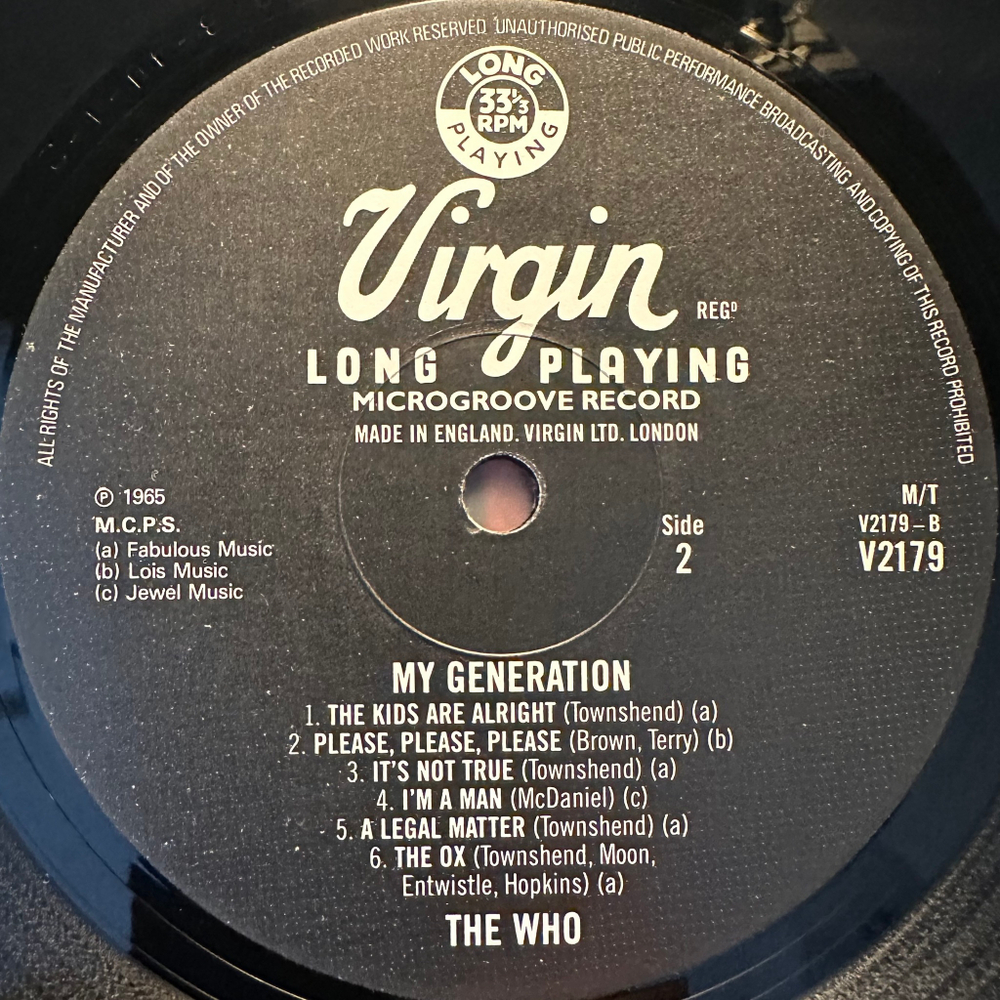 ALL RIGHTS OF THE MANUFACTURER AND OF THE OWNER OF THE RECORDED WORK RESERVED UNAUTHORISED PUBLIC PERFORMANCE BROADCASTING AND COPYING OF THIS RECORD PROHIBITED
LONG
33⅓
RPM
PLAYING
Virgin REGD
LONG PLAYING
MICROGROOVE RECORD
MADE IN ENGLAND. VIRGIN LTD. LONDON
℗ 1965
M.C.P.S.
(a) Fabulous Music
(b) Lois Music
(c) Jewel Music
Side
2
M/T
V2179-B
V2179
MY GENERATION
1. THE KIDS ARE ALRIGHT (Townshend) (a)
2. PLEASE, PLEASE, PLEASE (Brown, Terry) (b)
3. IT'S NOT TRUE (Townshend) (a)
4. I'M A MAN (McDaniel) (c)
5. A LEGAL MATTER (Townshend) (a)
6. THE OX (Townshend, Moon,
Entwistle, Hopkins) (a)
THE WHO